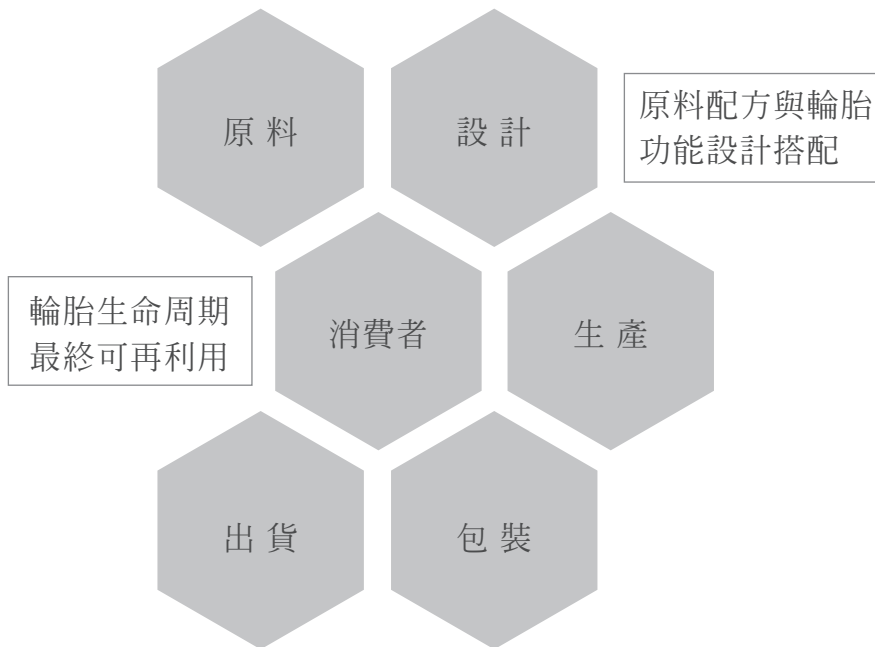 原料
設計
原料配方與輪胎
功能設計搭配
輪胎生命周期
最終可再利用
消費者
生產
出貨
包裝